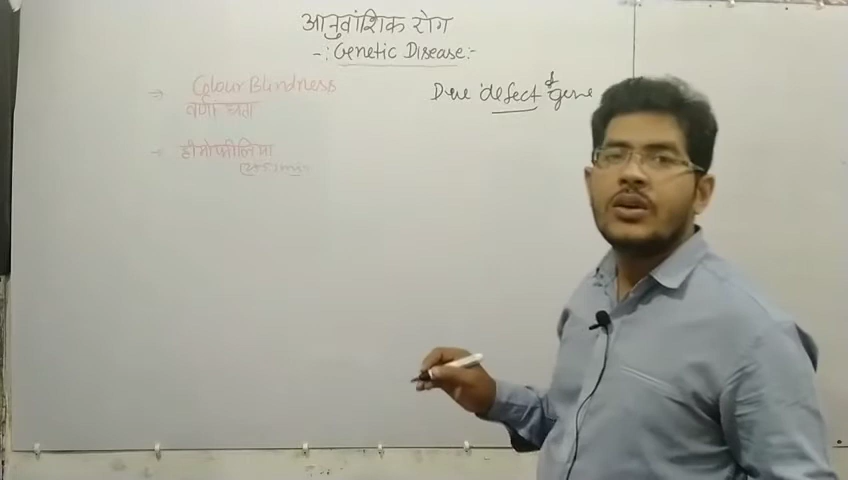 आनुवांशिक रोग
-: Genetic Disease:-
→ Colour Blindness
वर्णांधता
→ हीमोफीलिया
Due defect of gene